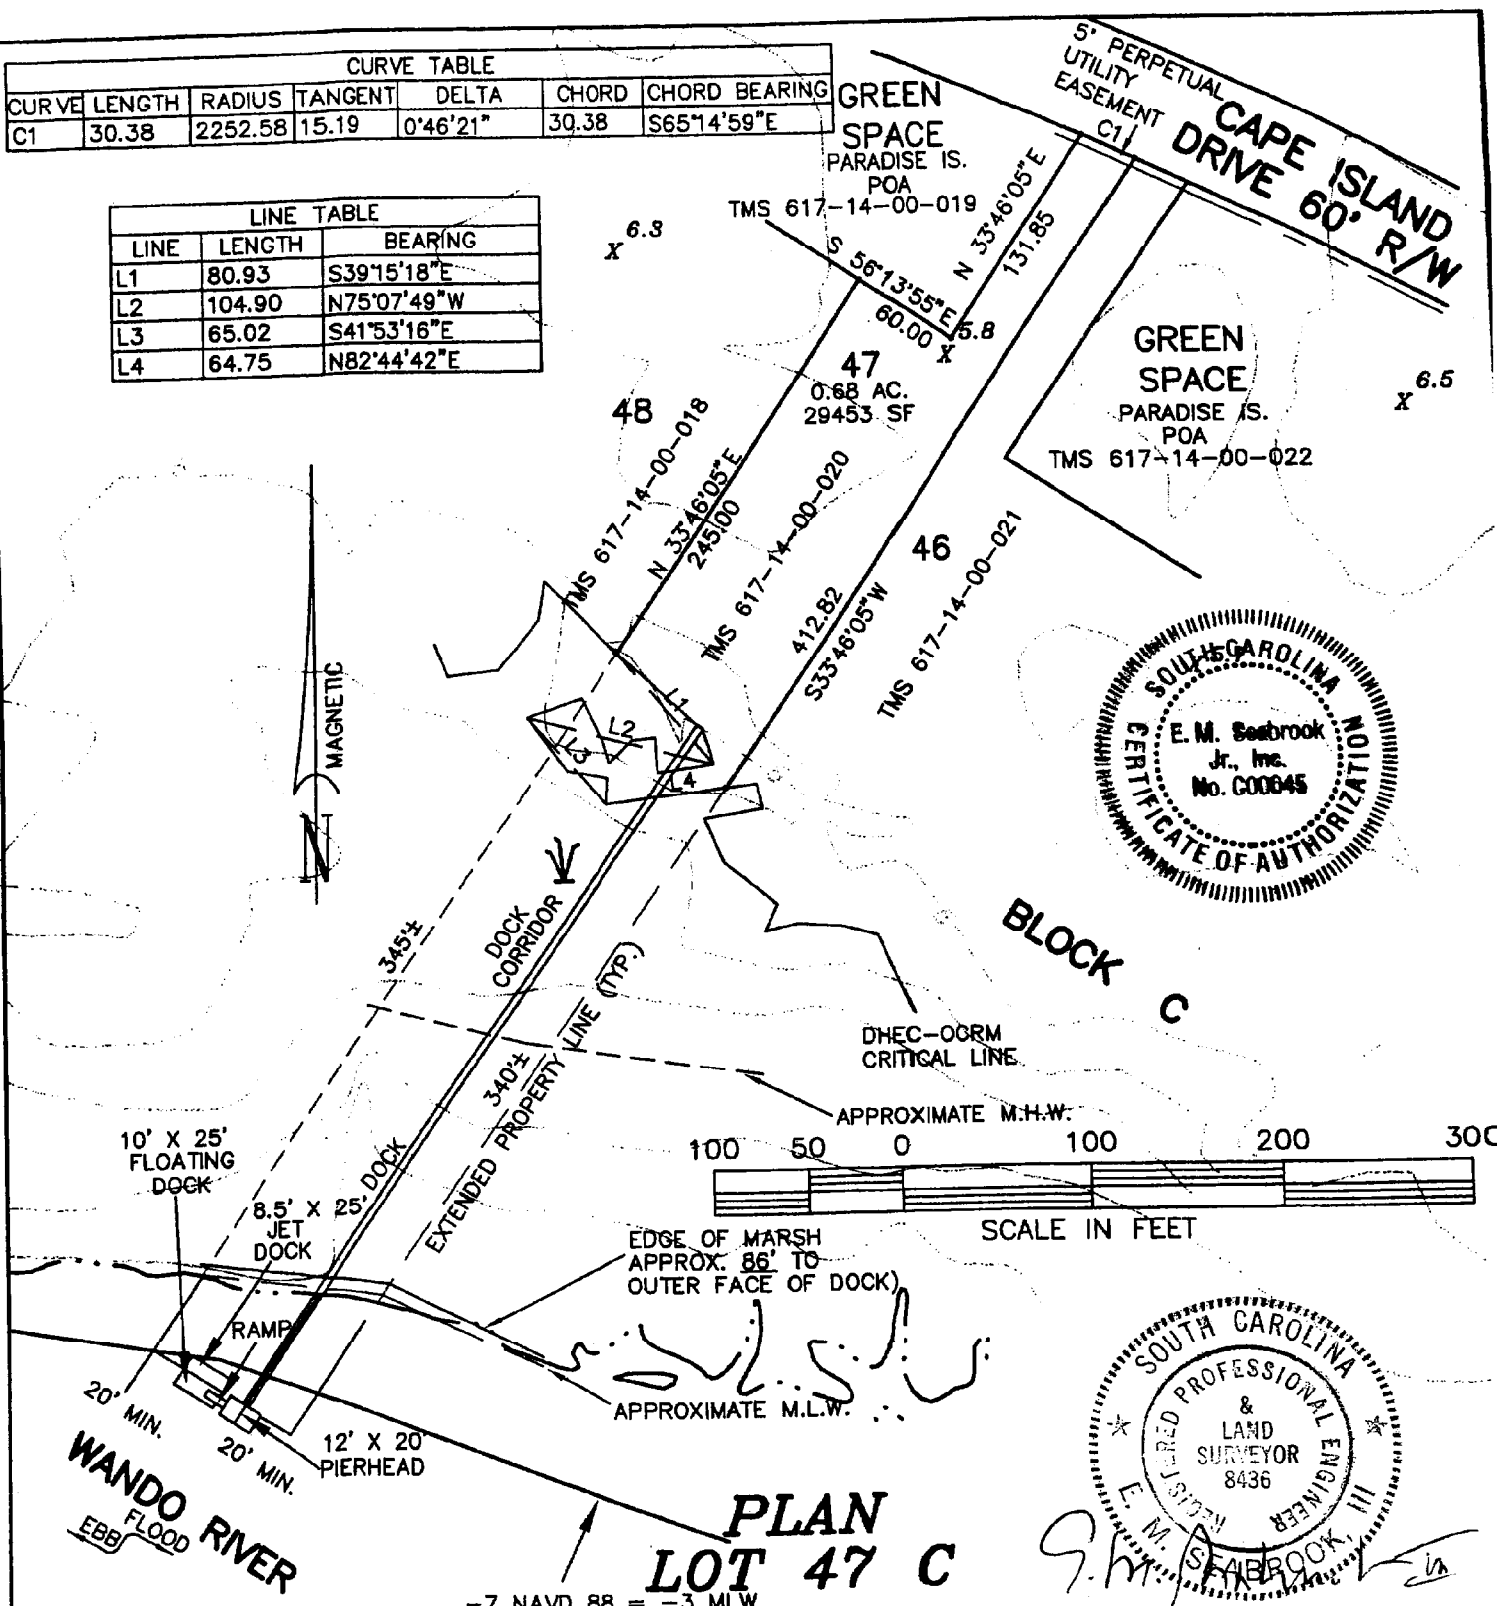 CURVE TABLE
CURVE LENGTH RADIUS TANGENT DELTA CHORD CHORD BEARING
C1 30.38 2252.58 15.19 0°46'21" 30.38 S65°14'59"E
LINE TABLE
LINE LENGTH BEARING
L1 80.93 S39°15'18"E
L2 104.90 N75°07'49"W
L3 65.02 S41°53'16"E
L4 64.75 N82°44'42"E
GREEN
SPACE
PARADISE IS.
POA
TMS 617-14-00-019
5' PERPETUAL
UTILITY
EASEMENT
C1
CAPE ISLAND
DRIVE 60' R/W
X 6.3
N 33°46'05"E
131.85
S 56°13'55"E
60.00
X 5.8
GREEN
SPACE
PARADISE IS.
POA
TMS 617-14-00-022
X 6.5
47
0.68 AC.
29453 SF
48
TMS 617-14-00-018
N 33°46'05"E
245.00
TMS 617-14-00-020
46
412.82
S33°46'05"W
TMS 617-14-00-021
MAGNETIC
N
L1
L2
L3
L4
SOUTH CAROLINA
E. M. Seabrook
Jr., Inc.
No. C00645
CERTIFICATE OF AUTHORIZATION
BLOCK C
345'±
DOCK
CORRIDOR
340'±
EXTENDED PROPERTY LINE (TYP.)
DHEC-OCRM
CRITICAL LINE
APPROXIMATE M.H.W.
100 50 0 100 200 300
SCALE IN FEET
10' X 25'
FLOATING
DOCK
8.5' X 25'
JET
DOCK
DOCK
EDGE OF MARSH
APPROX. 86' TO
OUTER FACE OF DOCK)
RAMP
20' MIN.
20' MIN.
12' X 20'
PIERHEAD
APPROXIMATE M.L.W.
WANDO RIVER
FLOOD
EBB
PLAN
LOT 47 C
-7 NAVD 88 = -3 MLW
SOUTH CAROLINA
REGISTERED PROFESSIONAL ENGINEER
&
LAND
SURVEYOR
8436
E. M. SEABROOK, III